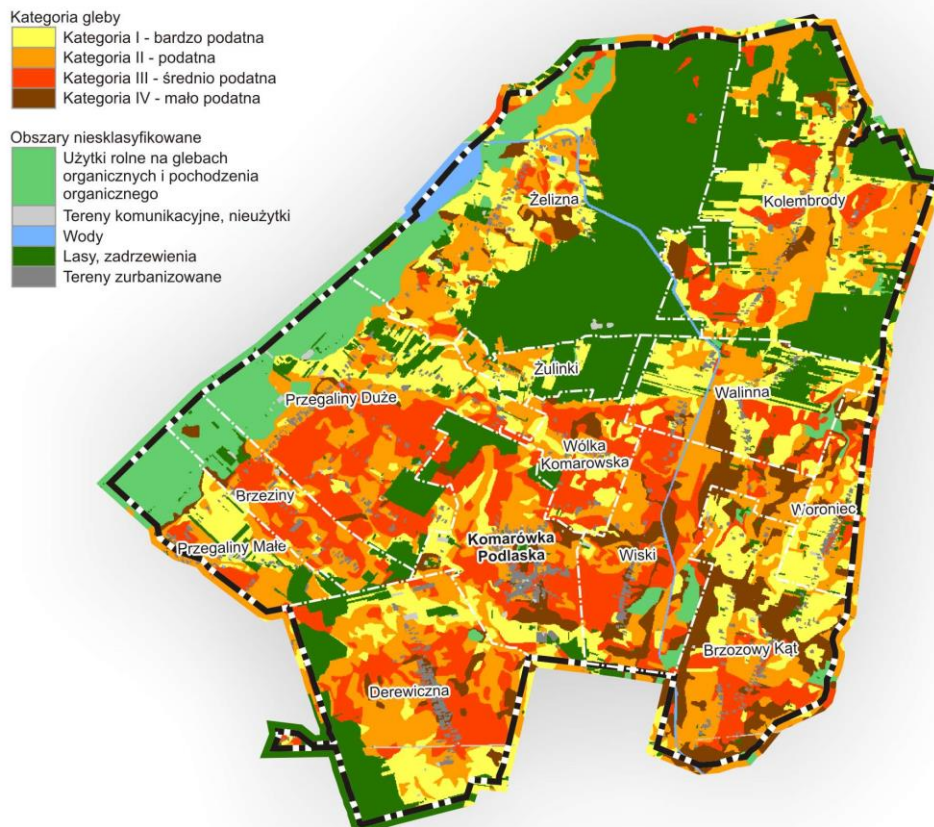 Kategoria gleby
Kategoria I - bardzo podatna
Kategoria II - podatna
Kategoria III - średnio podatna
Kategoria IV - mało podatna
Obszary niesklasyfikowane
Użytki rolne na glebach
organicznych i pochodzenia
organicznego
Tereny komunikacyjne, nieużytki
Wody
Lasy, zadrzewienia
Tereny zurbanizowane
Żelizna
Kolembrody
Żulinki
Przegaliny Duże
Walinna
Wólka
Komarowska
Brzeziny
Woroniec
Przegaliny Małe
Komarówka
Podlaska
Wiski
Brzozowy Kąt
Derewiczna